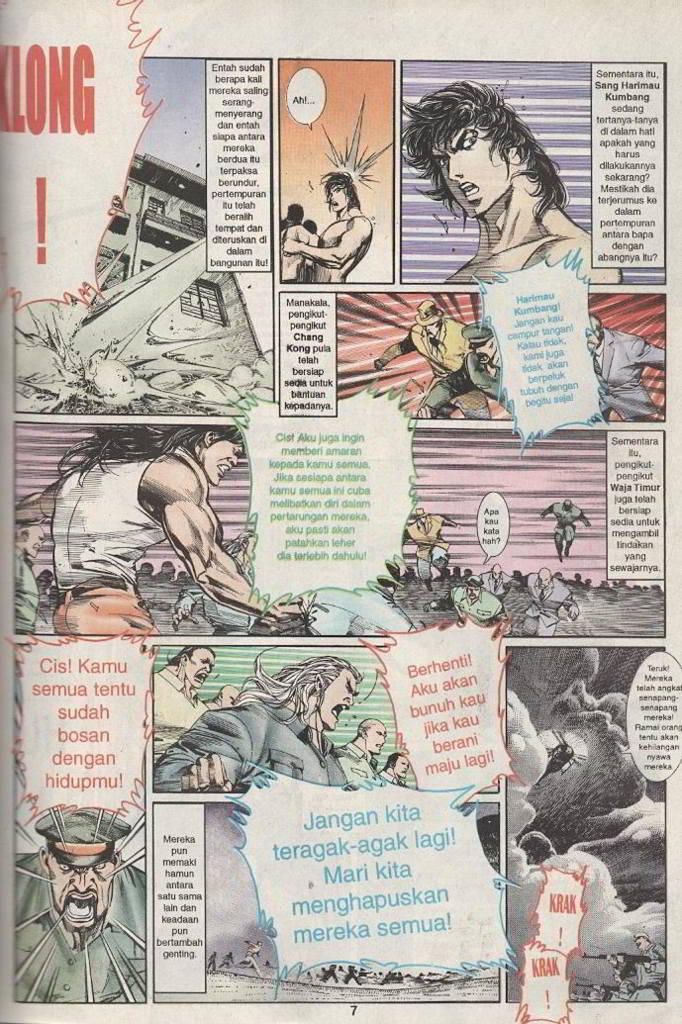 KLONG
!
Entah sudah
berapa kali
mereka saling
serang-
menyerang
dan entah
siapa antara
mereka
berdua itu
terpaksa
berundur,
pertempuran
itu telah
beralih
tempat dan
diteruskan di
dalam
bangunan itu!
Ah!...
Sementara itu,
Sang Harimau
Kumbang
sedang
tertanya-tanya
di dalam hati
apakah yang
harus
dilakukannya
sekarang?
Mestikah dia
terjerumus ke
dalam
pertempuran
antara bapa
dengan
abangnya itu?
Manakala,
pengikut-
pengikut
Chang
Kong pula
telah
bersiap
sedia untuk
bantuan
kepadanya.
Harimau
Kumbang!
Jangan kau
campur tangan!
Kalau tidak,
kami juga
tidak akan
berpeluk
tubuh dengan
begitu saja!
Cis! Aku juga ingin
memberi amaran
kepada kamu semua.
Jika sesiapa antara
kamu semua ini cuba
melibatkan diri dalam
pertarungan mereka,
aku pasti akan
patahkan leher
dia terlebih dahulu!
Apa
kau
kata
hah?
Sementara
itu,
pengikut-
pengikut
Waja Timur
juga telah
bersiap
sedia untuk
mengambil
tindakan
yang
sewajarnya.
Cis! Kamu
semua tentu
sudah
bosan
dengan
hidupmu!
Berhenti!
Aku akan
bunuh kau
jika kau
berani
maju lagi!
Teruk!
Mereka
telah angkat
senapang-
senapang
mereka!
Ramai orang
tentu akan
kehilangan
nyawa
mereka.
Mereka
pun
memaki
hamun
antara
satu sama
lain dan
keadaan
pun
bertambah
genting.
Jangan kita
teragak-agak lagi!
Mari kita
menghapuskan
mereka semua!
KRAK
!
KRAK
!
7